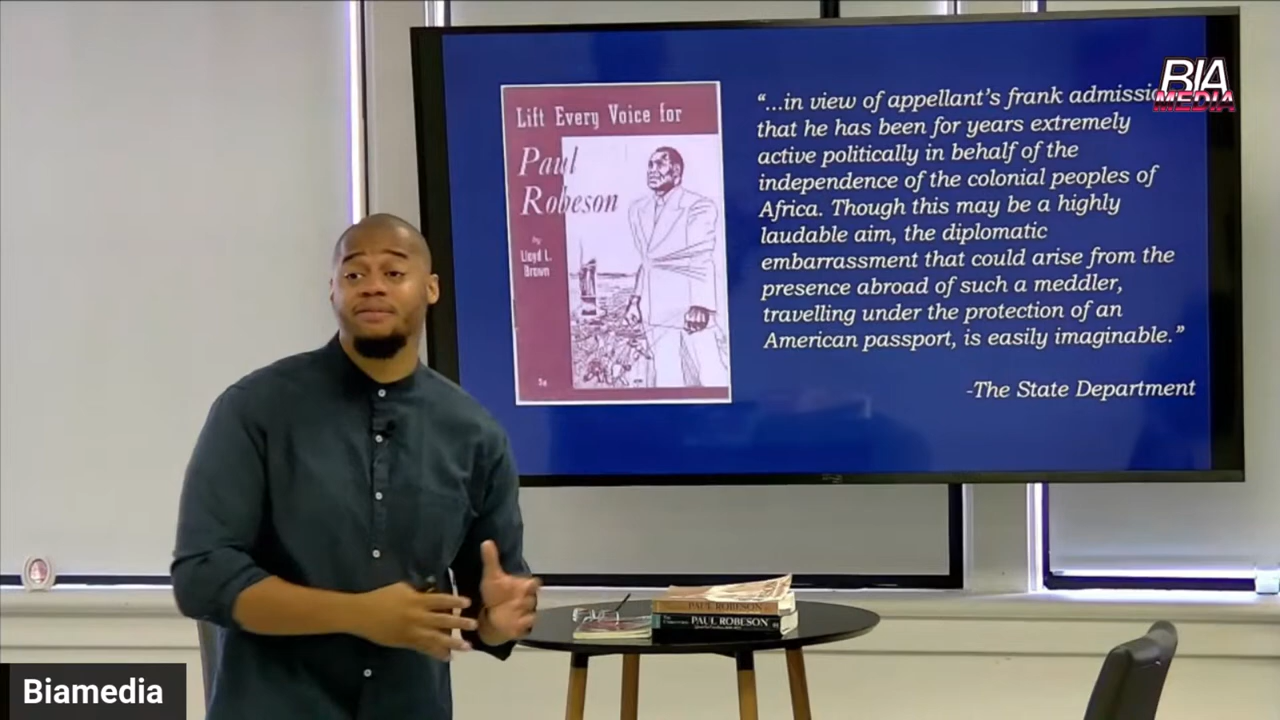 BIA
MEDIA
Lift Every Voice for
Paul
Robeson
by
Lloyd L.
Brown
“...in view of appellant's frank admissio
that he has been for years extremely
active politically in behalf of the
independence of the colonial peoples of
Africa. Though this may be a highly
laudable aim, the diplomatic
embarrassment that could arise from the
presence abroad of such a meddler,
travelling under the protection of an
American passport, is easily imaginable.”
-The State Department
PAUL ROBESON
PAUL ROBESON
Biamedia